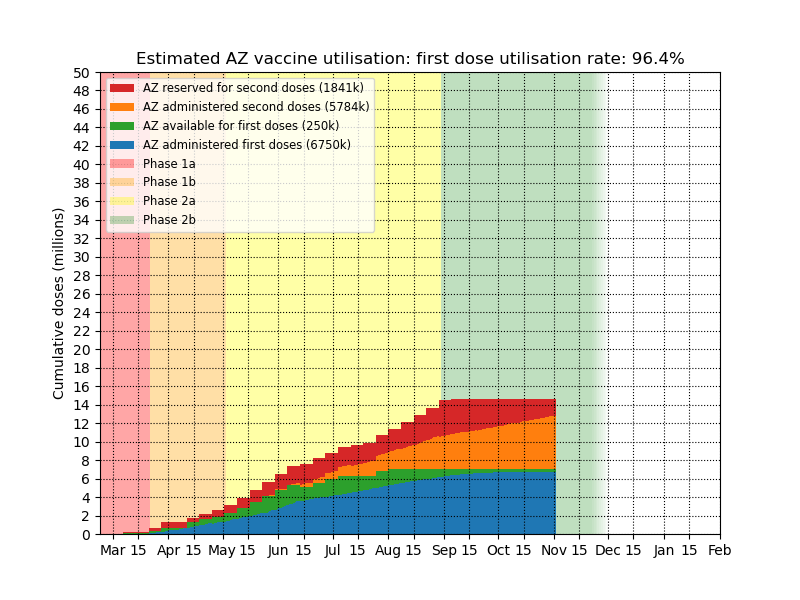 Estimated AZ vaccine utilisation: first dose utilisation rate: 96.4%
50
48
46
44
42
40
38
36
34
32
30
28
26
24
22
20
18
16
14
12
10
8
6
4
2
0
Cumulative doses (millions)
AZ reserved for second doses (1841k)
AZ administered second doses (5784k)
AZ available for first doses (250k)
AZ administered first doses (6750k)
Phase 1a
Phase 1b
Phase 2a
Phase 2b
Mar 15 Apr 15 May 15 Jun 15 Jul 15 Aug 15 Sep 15 Oct 15 Nov 15 Dec 15 Jan 15 Feb